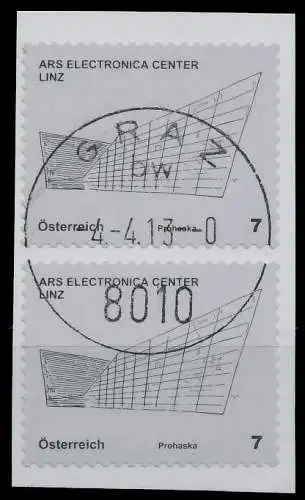 ARS ELECTRONICA CENTER
LINZ
GRAZ
bw
Österreich Prohaska 7
-4.-4.13-0
ARS ELECTRONICA CENTER
LINZ
8010
Österreich Prohaska 7